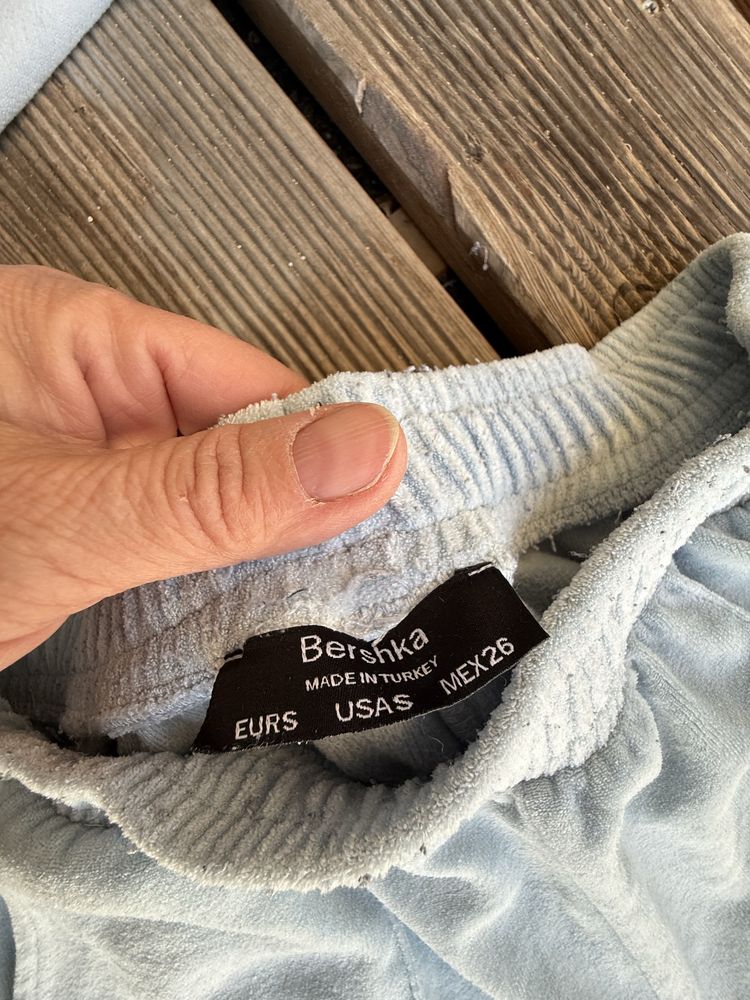 Bershka
MADE IN TURKEY
EUR S USA S MEX 26